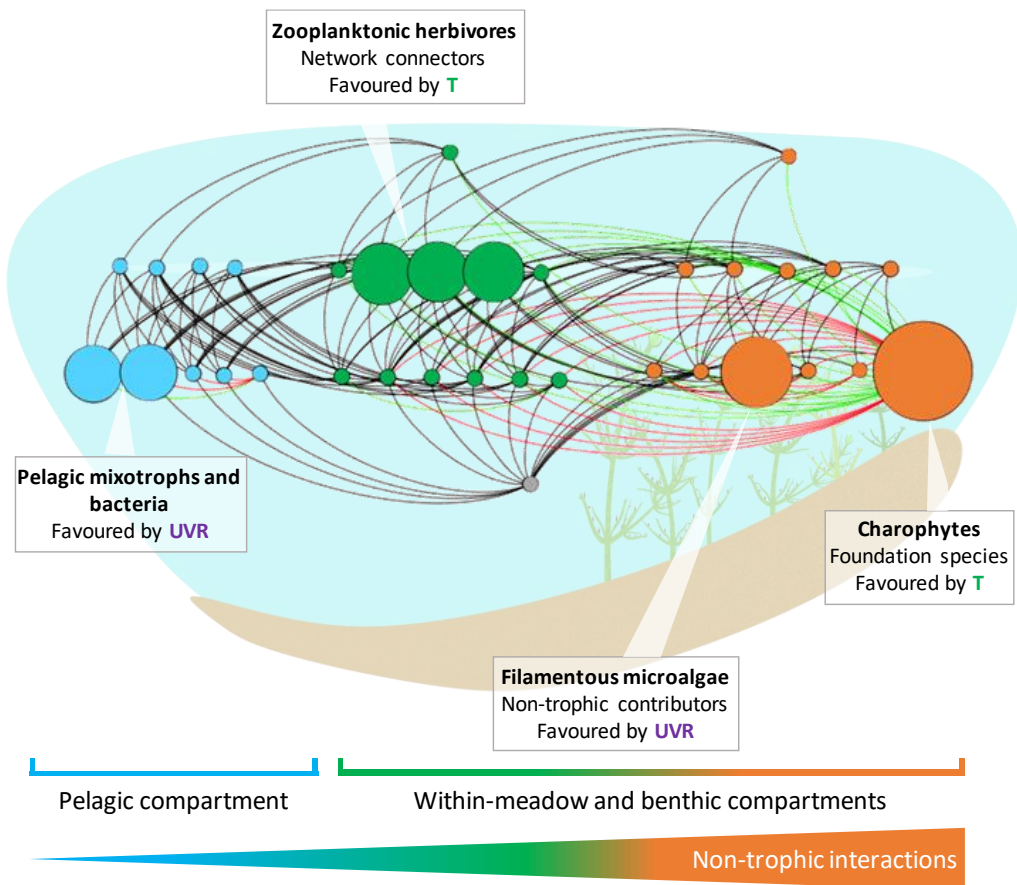 Zooplanktonic herbivores
Network connectors
Favoured by T
Pelagic mixotrophs and
bacteria
Favoured by UVR
Charophytes
Foundation species
Favoured by T
Filamentous microalgae
Non-trophic contributors
Favoured by UVR
Pelagic compartment
Within-meadow and benthic compartments
Non-trophic interactions